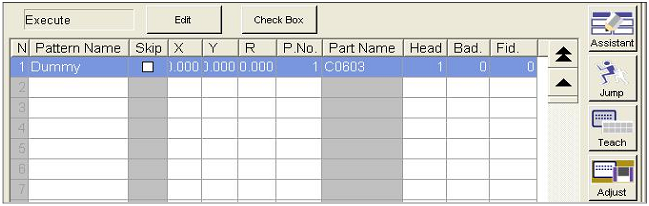 Execute Edit Check Box
N Pattern Name Skip X Y R P.No. Part Name Head Bad. Fid.
1 Dummy 0.000 0.000 0.000 1 C0603 1 0 0
2
3
4
5
6
7
Assistant
Jump
Teach
Adjust